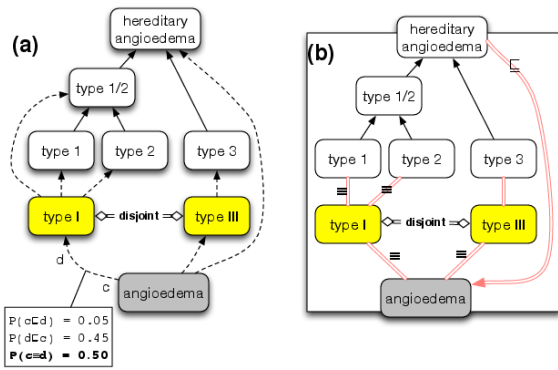 (a)
hereditary
angioedema
type 1/2
type 1
type 2
type 3
type I
disjoint
type III
d
c
angioedema
P(c⊑d) = 0.05
P(d⊑c) = 0.45
P(c≡d) = 0.50
(b)
hereditary
angioedema
⊑
type 1/2
type 1
type 2
type 3
≡
≡
type I
disjoint
type III
≡
≡
angioedema